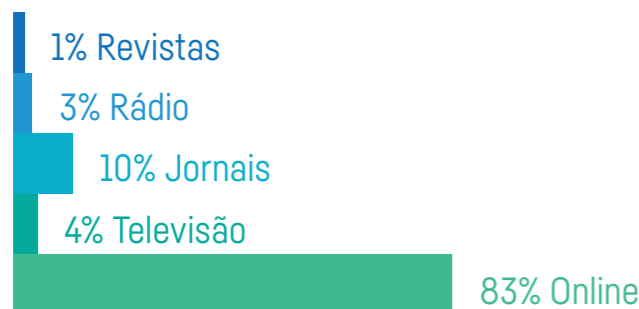 1% Revistas
3% Rádio
10% Jornais
4% Televisão
83% Online